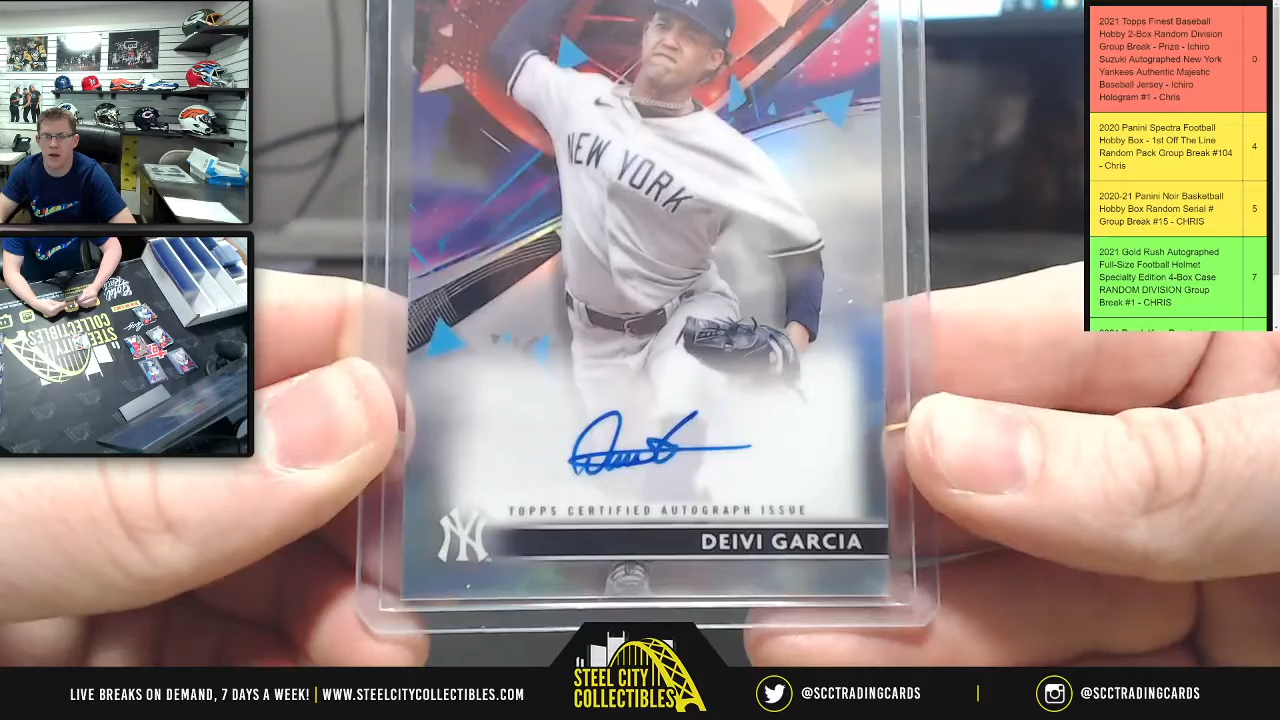 NEW YORK
TOPPS CERTIFIED AUTOGRAPH ISSUE
NY
DEIVI GARCIA
2021 Topps Finest Baseball
Hobby 2-Box Random Division
Group Break - Prize - Ichiro
Suzuki Autographed New York
Yankees Authentic Majestic
Baseball Jersey - Ichiro
Hologram #1 - Chris
0
2020 Panini Spectra Football
Hobby Box - 1st Off The Line
Random Pack Group Break #104
- Chris
4
2020-21 Panini Noir Basketball
Hobby Box Random Serial #
Group Break #15 - CHRIS
5
2021 Gold Rush Autographed
Full-Size Football Helmet
Specialty Edition 4-Box Case
RANDOM DIVISION Group
Break #1 - CHRIS
7
STEEL CITY
COLLECTIBLES
LIVE BREAKS ON DEMAND, 7 DAYS A WEEK! | WWW.STEELCITYCOLLECTIBLES.COM
STEEL CITY
COLLECTIBLES
@SCCTRADINGCARDS
|
@SCCTRADINGCARDS